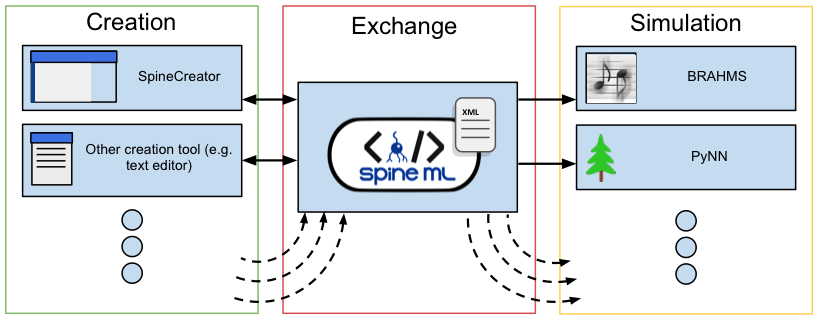 Creation
Exchange
Simulation
SpineCreator
Other creation tool (e.g.
text editor)
XML
</>
spine ML
BRAHMS
PyNN